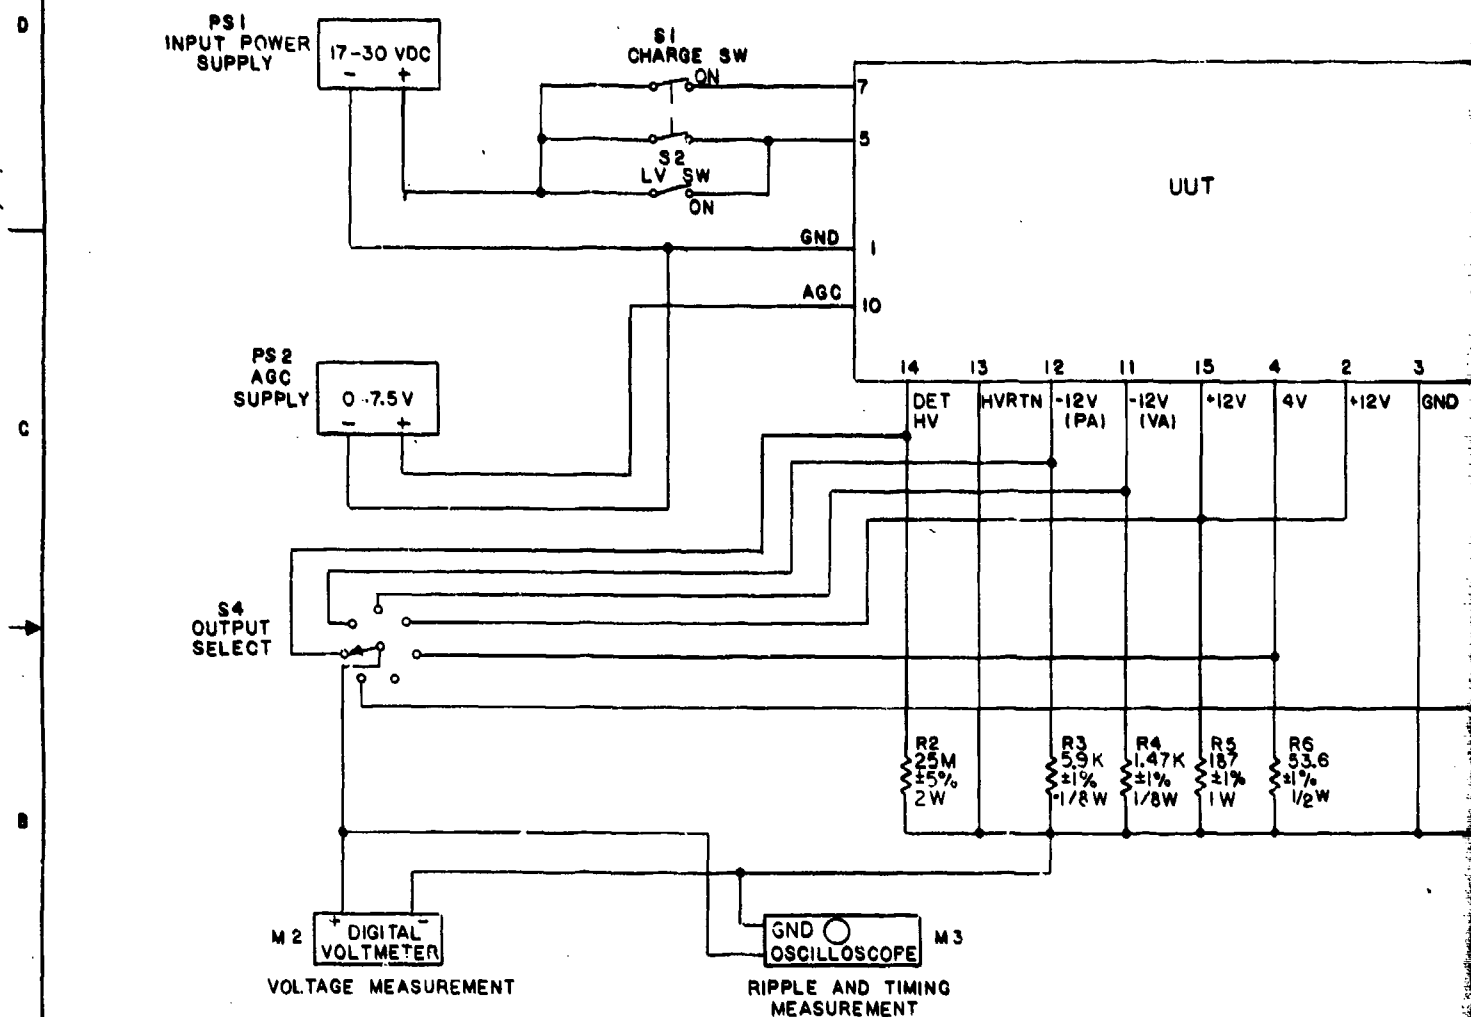 D
PS1
INPUT POWER
SUPPLY
17-30 VDC
- +
S1
CHARGE SW
ON
7
5
S2
LV SW
ON
UUT
GND
1
AGC
10
PS2
AGC
SUPPLY
0-7.5V
- +
C
14 13 12 11 15 4 2 3
DET
HV
HVRTN
-12V
(PA)
-12V
(VA)
+12V
4V
+12V
GND
S4
OUTPUT
SELECT
R2
25M
±5%
2W
R3
5.9K
±1%
1/8W
R4
1.47K
±1%
1/8W
R5
187
±1%
1W
R6
53.6
±1%
1/2W
B
M2
+ -
DIGITAL
VOLTMETER
VOLTAGE MEASUREMENT
GND
OSCILLOSCOPE
M3
RIPPLE AND TIMING
MEASUREMENT